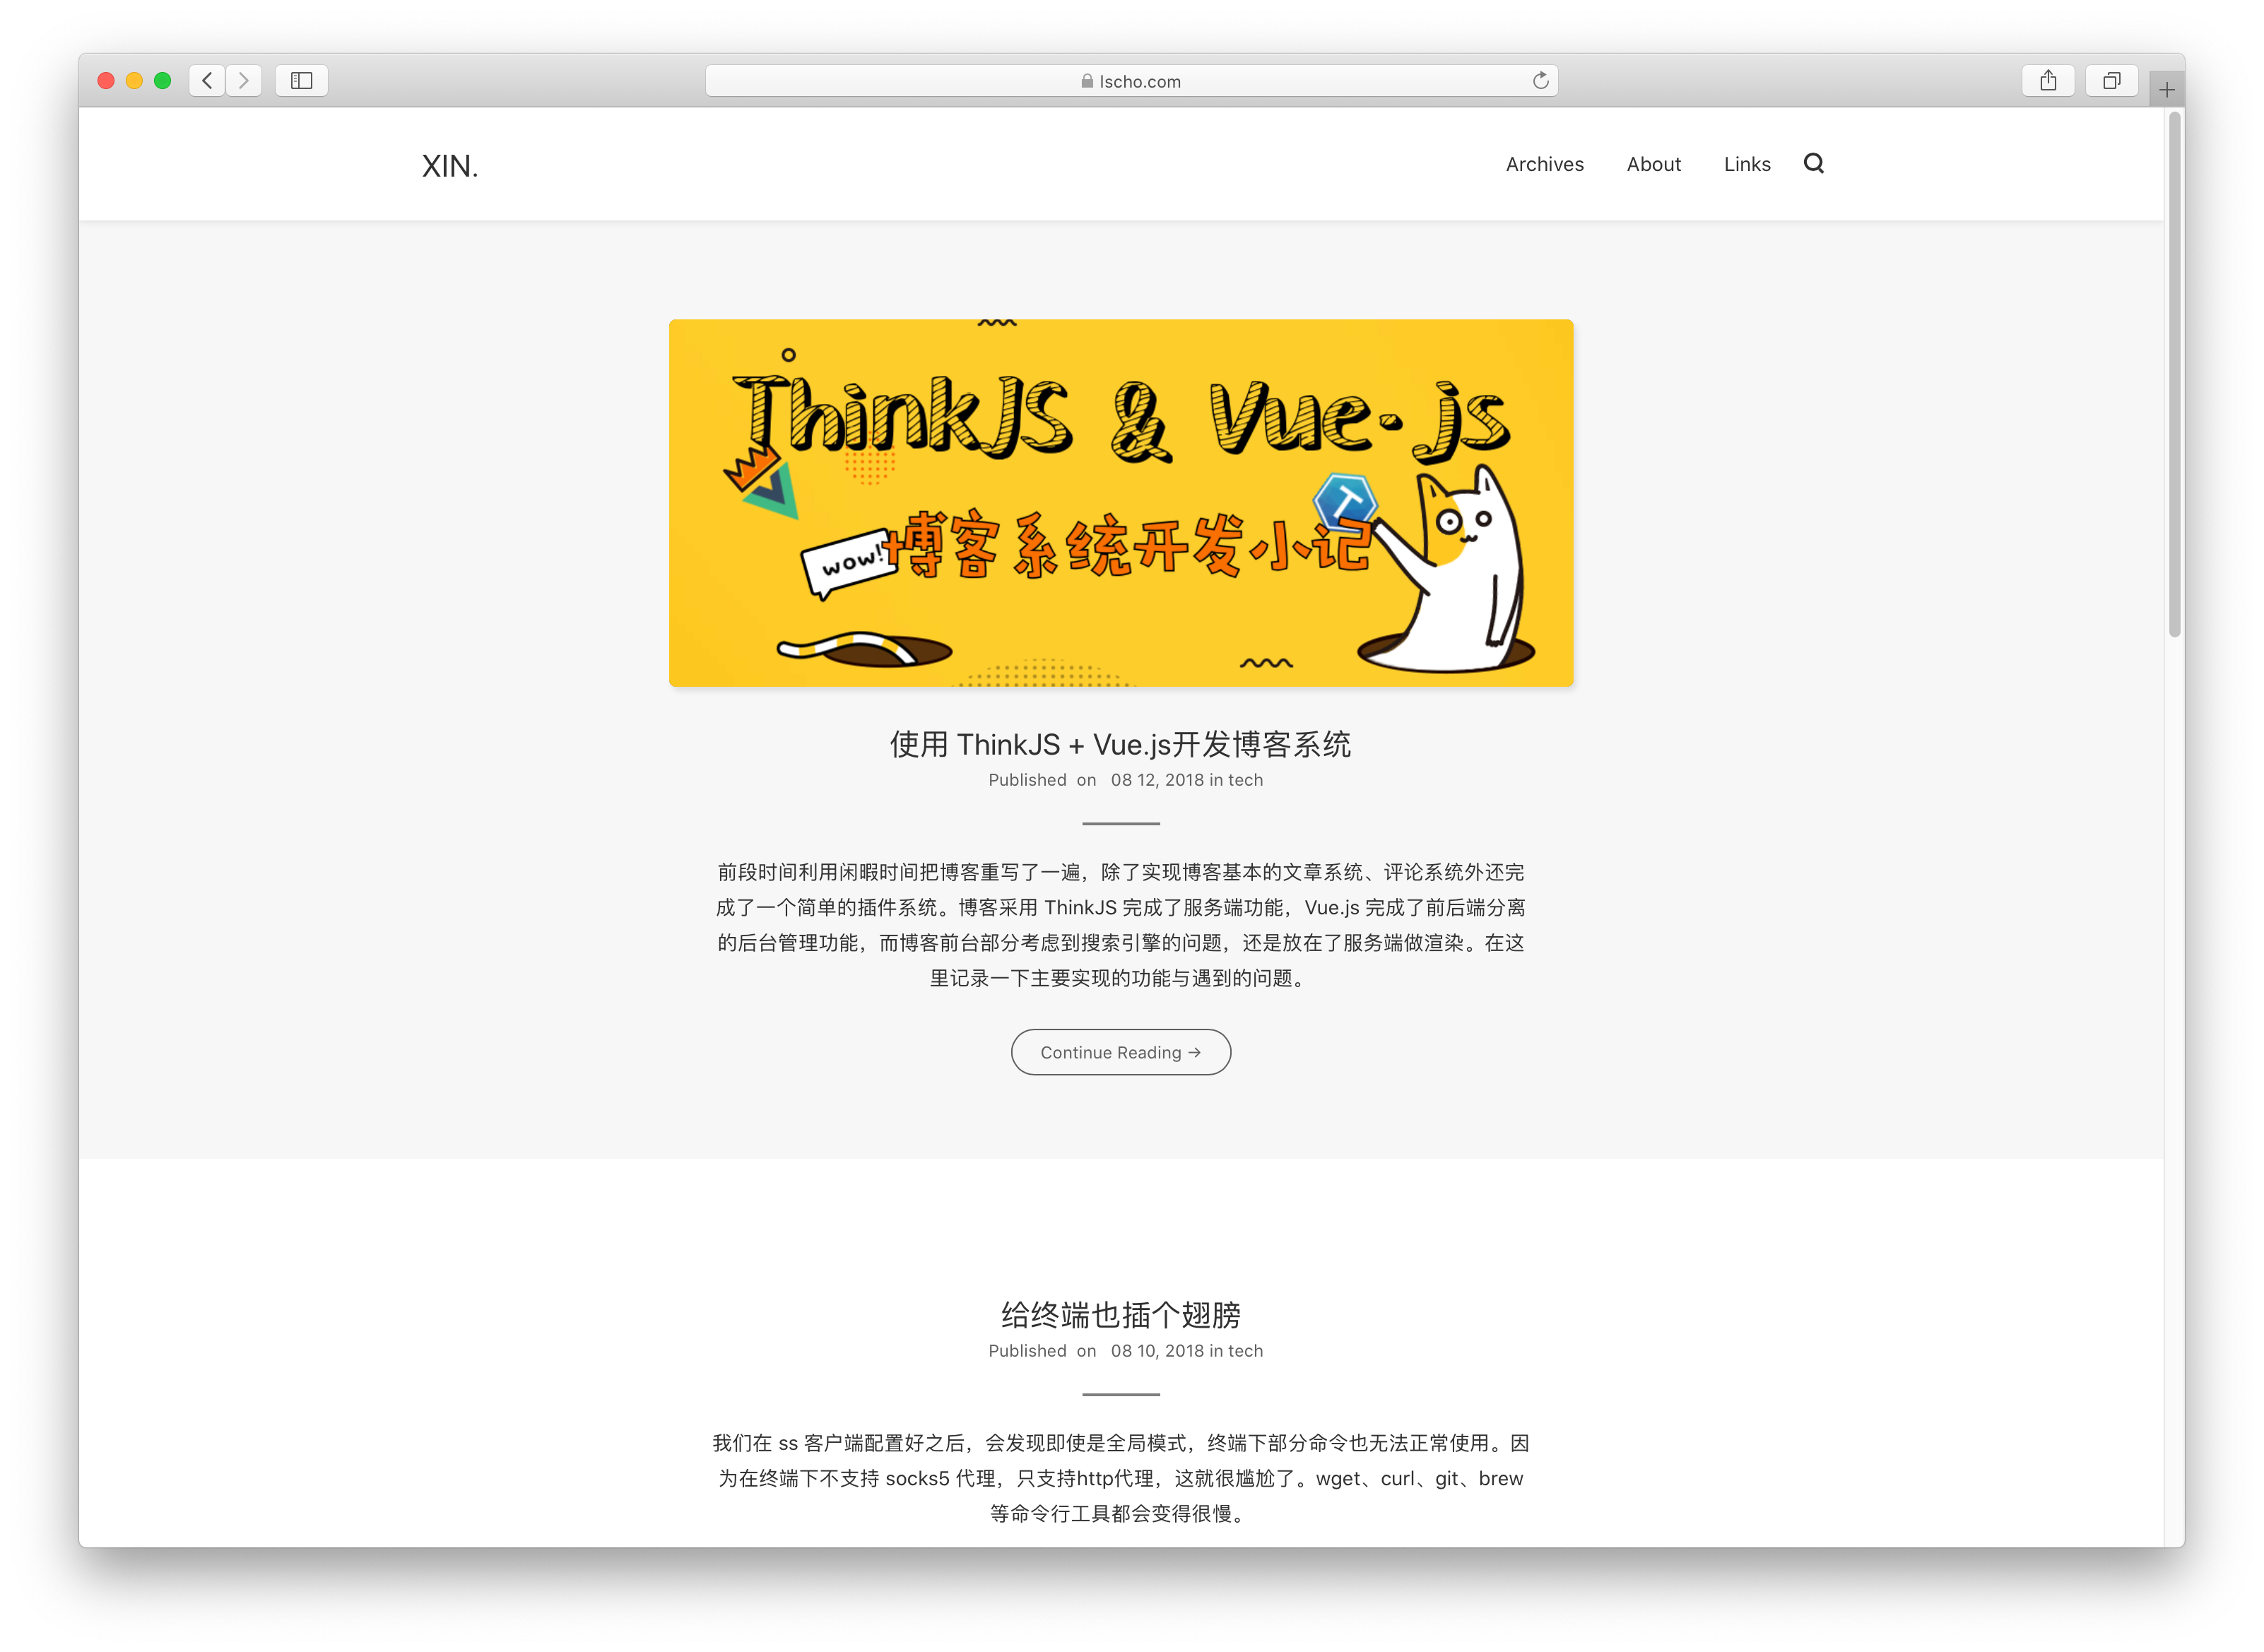 lscho.com
XIN.
Archives About Links
ThinkJS & Vue.js
wow!
博客系统开发小记
T
使用 ThinkJS + Vue.js开发博客系统
Published on 08 12, 2018 in tech
前段时间利用闲暇时间把博客重写了一遍，除了实现博客基本的文章系统、评论系统外还完
成了一个简单的插件系统。博客采用 ThinkJS 完成了服务端功能，Vue.js 完成了前后端分离
的后台管理功能，而博客前台部分考虑到搜索引擎的问题，还是放在了服务端做渲染。在这
里记录一下主要实现的功能与遇到的问题。
Continue Reading →
给终端也插个翅膀
Published on 08 10, 2018 in tech
我们在 ss 客户端配置好之后，会发现即使是全局模式，终端下部分命令也无法正常使用。因
为在终端下不支持 socks5 代理，只支持http代理，这就很尴尬了。wget、curl、git、brew
等命令行工具都会变得很慢。